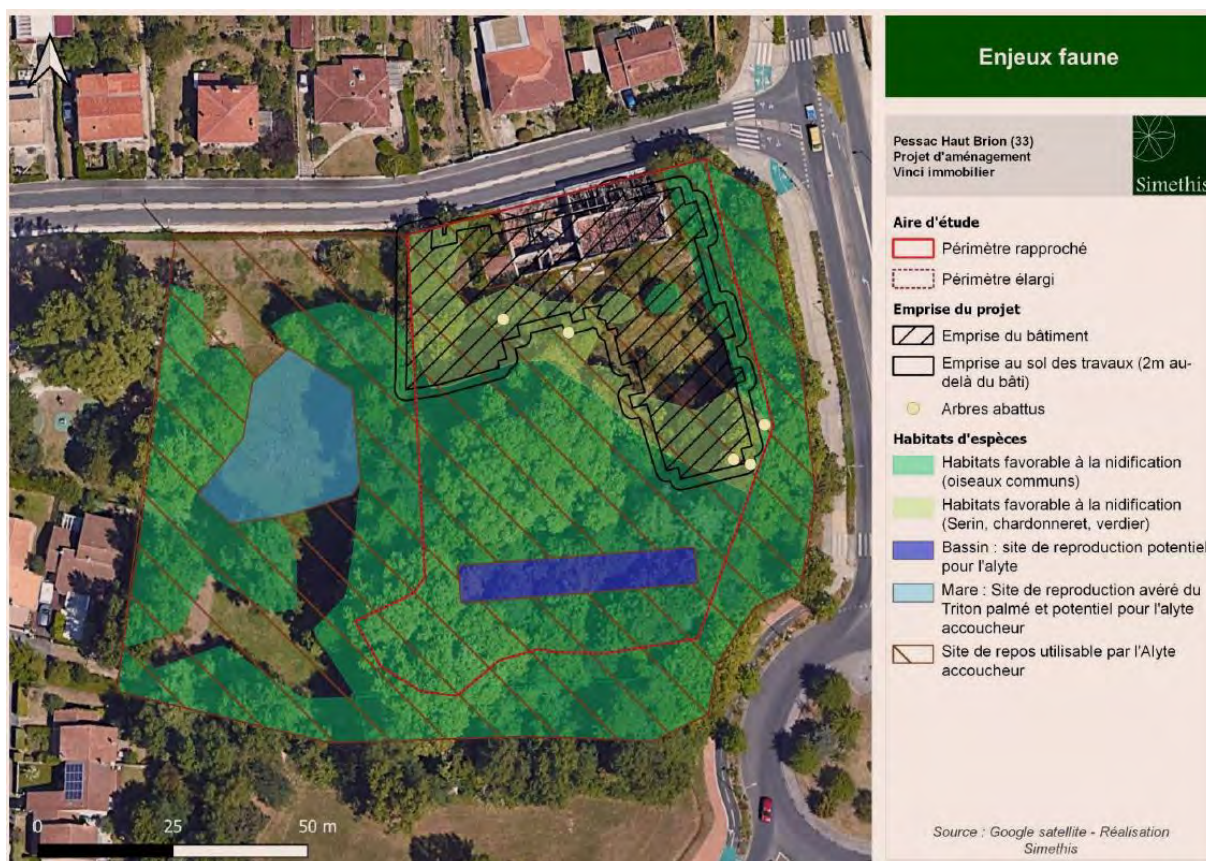 Enjeux faune
Pessac Haut Brion (33)
Projet d'aménagement
Vinci immobilier
Simethis
Aire d'étude
Périmètre rapproché
Périmètre élargi
Emprise du projet
Emprise du bâtiment
Emprise au sol des travaux (2m au-
delà du bâti)
Arbres abattus
Habitats d'espèces
Habitats favorable à la nidification
(oiseaux communs)
Habitats favorable à la nidification
(Serin, chardonneret, verdier)
Bassin : site de reproduction potentiel
pour l'alyte
Mare : Site de reproduction avéré du
Triton palmé et potentiel pour l'alyte
accoucheur
Site de repos utilisable par l'Alyte
accoucheur
0 25 50 m
Source : Google satellite - Réalisation
Simethis